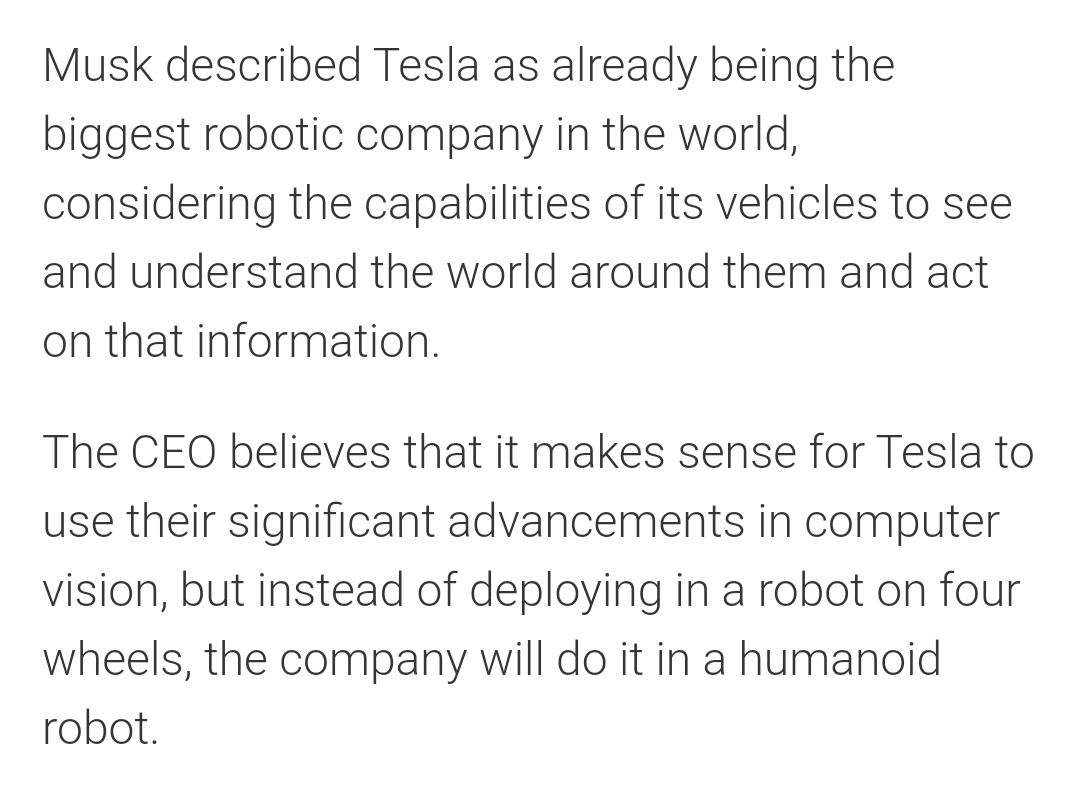 Musk described Tesla as already being the
biggest robotic company in the world,
considering the capabilities of its vehicles to see
and understand the world around them and act
on that information.
The CEO believes that it makes sense for Tesla to
use their significant advancements in computer
vision, but instead of deploying in a robot on four
wheels, the company will do it in a humanoid
robot.